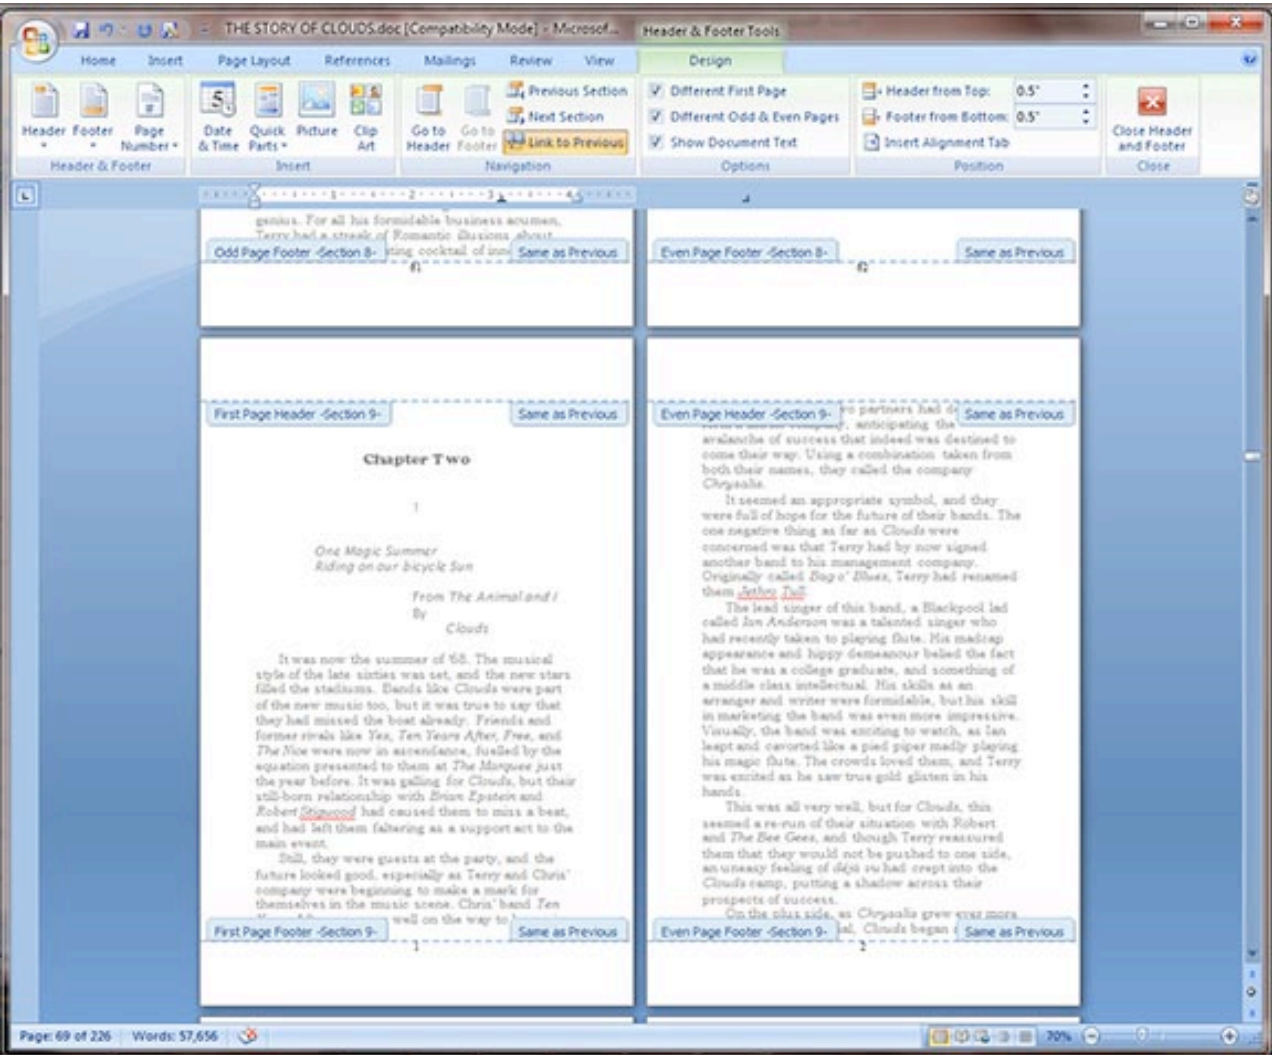 THE STORY OF CLOUDS.doc [Compatibility Mode] - Microsof... Header & Footer Tools
Home Insert Page Layout References Mailings Review View Design
Header Footer Page Number
Header & Footer
Date & Time Quick Parts Picture Clip Art
Insert
Go to Header Go to Footer
Previous Section
Next Section
Link to Previous
Navigation
Different First Page
Different Odd & Even Pages
Show Document Text
Options
Header from Top: 0.5"
Footer from Bottom: 0.5"
Insert Alignment Tab
Position
Close Header and Footer
Close
genius. For all his formidable business acumen,
Terry had a streak of Romantic illusions about
ting cocktail of inn
Odd Page Footer -Section 8- Same as Previous
61
Even Page Footer -Section 8- Same as Previous
62
First Page Header -Section 9- Same as Previous
Chapter Two
1
One Magic Summer
Riding on our bicycle Sun
From The Animal and I
By
Clouds
It was now the summer of '68. The musical
style of the late sixties was set, and the new stars
filled the stadiums. Bands like Clouds were part
of the new music too, but it was true to say that
they had missed the boat already. Friends and
former rivals like Yes, Ten Years After, Free, and
The Nice were now in ascendance, fuelled by the
equation presented to them at The Marquee just
the year before. It was galling for Clouds, but their
still-born relationship with Brian Epstein and
Robert Stigwood had caused them to miss a beat,
and had left them faltering as a support act to the
main event.
Still, they were guests at the party, and the
future looked good, especially as Terry and Chris'
company were beginning to make a mark for
themselves in the music scene. Chris' band Ten
well on the way to
First Page Footer -Section 9- Same as Previous
1
Even Page Header -Section 9- Same as Previous
partners had
anticipating the
avalanche of success that indeed was destined to
come their way. Using a combination taken from
both their names, they called the company
Chrysalis.
It seemed an appropriate symbol, and they
were full of hope for the future of their bands. The
one negative thing as far as Clouds were
concerned was that Terry had by now signed
another band to his management company.
Originally called Bag o' Blues, Terry had renamed
them Jethro Tull.
The lead singer of this band, a Blackpool lad
called Ian Anderson was a talented singer who
had recently taken to playing flute. His madcap
appearance and hippy demeanour belied the fact
that he was a college graduate, and something of
a middle class intellectual. His skills as an
arranger and writer were formidable, but his skill
in marketing the band was even more impressive.
Visually, the band was exciting to watch, as Ian
leapt and cavorted like a pied piper madly playing
his magic flute. The crowds loved them, and Terry
was excited as he saw true gold glisten in his
hands.
This was all very well, but for Clouds, this
seemed a re-run of their situation with Robert
and The Bee Gees, and though Terry reassured
them that they would not be pushed to one side,
an uneasy feeling of déjà vu had crept into the
Clouds camp, putting a shadow across their
prospects of success.
On the plus side, as Chrysalis grew ever more
Clouds began
Even Page Footer -Section 9- Same as Previous
2
Page: 69 of 226 Words: 57,656 70%